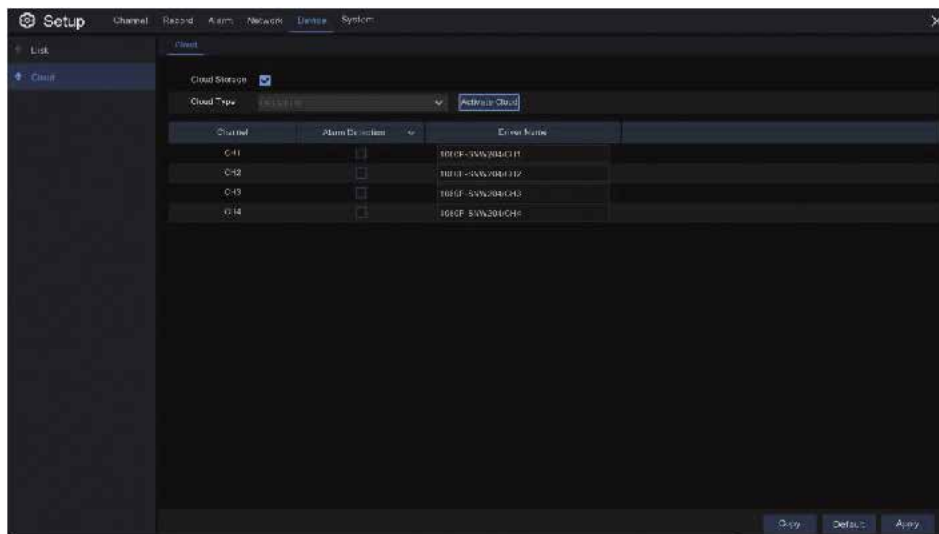 Setup Channel Record Alarm Network Device System
Disk
Cloud
Cloud
Cloud Storage
Cloud Type Activate Cloud
Channel Alarm Detection Driver Name
CH1
CH2
CH3
CH4
Copy Default Apply